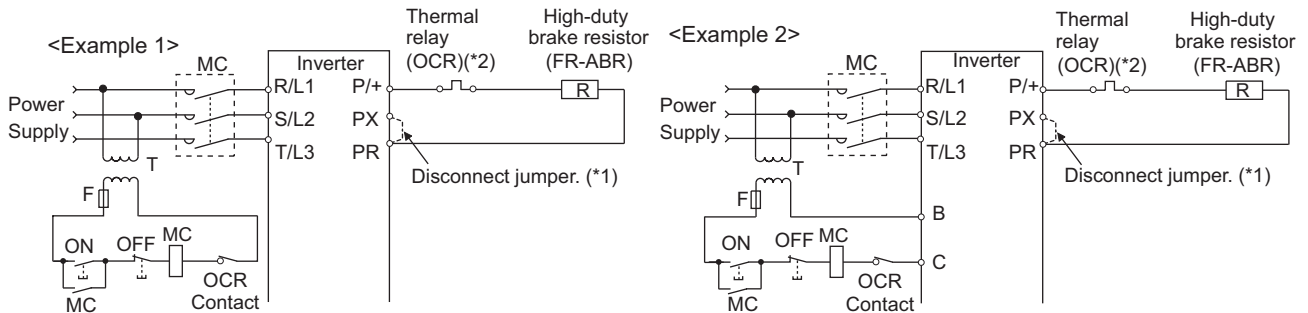 <Example 1>
MC
Power
Supply
T
F
ON
OFF
MC
MC
OCR
Contact
Inverter
R/L1
S/L2
T/L3
P/+
PX
PR
Thermal
relay
(OCR)(*2)
High-duty
brake resistor
(FR-ABR)
R
Disconnect jumper. (*1)
<Example 2>
MC
Power
Supply
T
F
ON
OFF
MC
MC
OCR
Contact
Inverter
R/L1
S/L2
T/L3
B
C
P/+
PX
PR
Thermal
relay
(OCR)(*2)
High-duty
brake resistor
(FR-ABR)
R
Disconnect jumper. (*1)